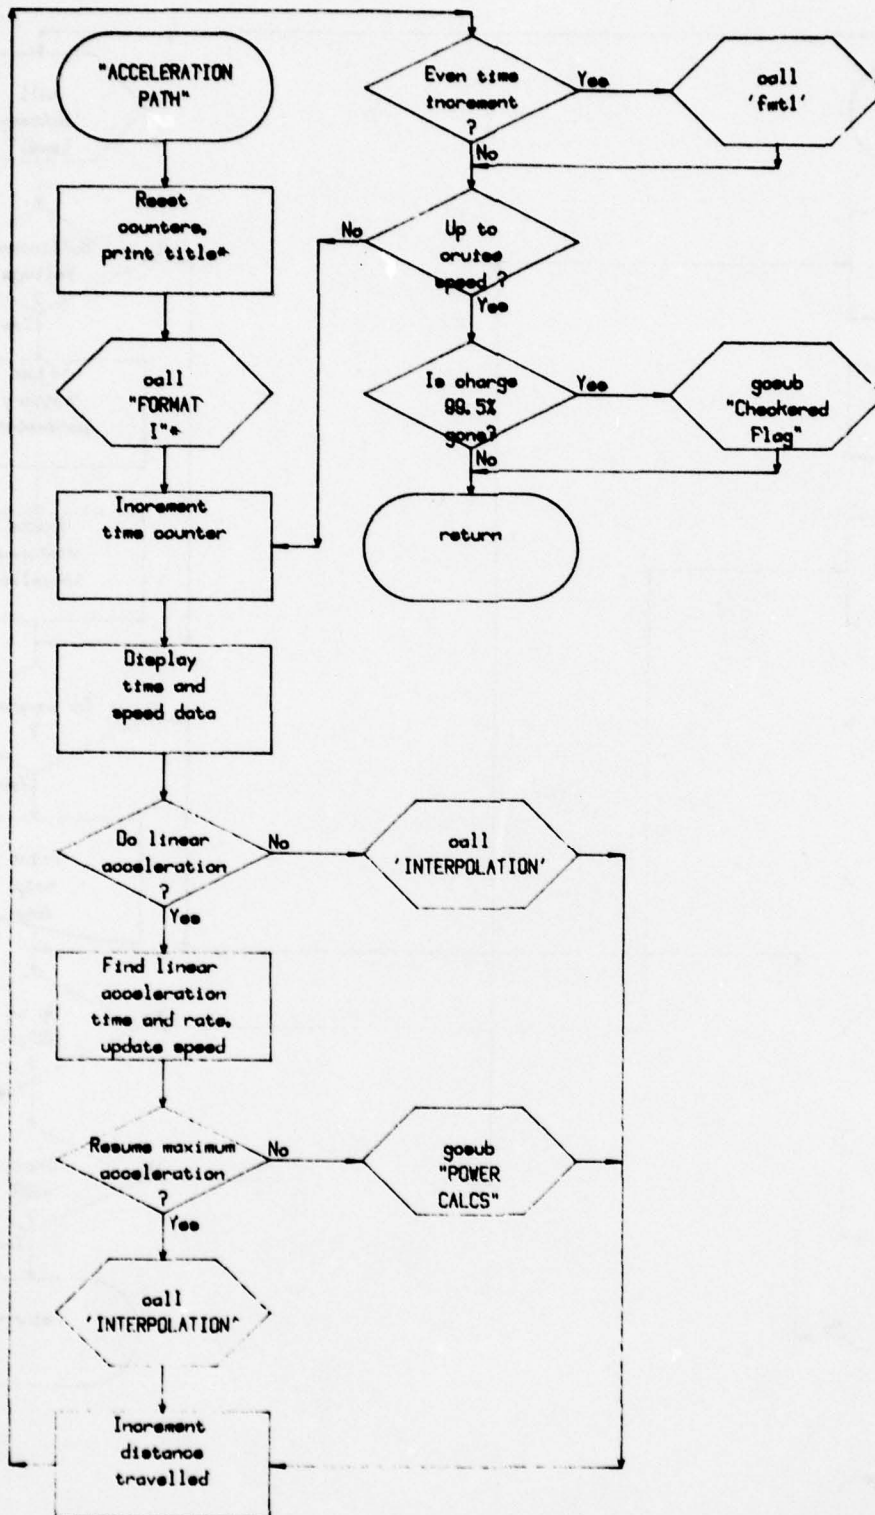 "ACCELERATION
PATH"
Reset
counters,
print title*
call
"FORMAT
I"*
Increment
time counter
Display
time and
speed data
Do linear
acceleration
?
No
Yes
call
'INTERPOLATION'
Find linear
acceleration
time and rate,
update speed
Resume maximum
acceleration
?
No
Yes
gosub
"POWER
CALCS"
call
'INTERPOLATION'
Increment
distance
travelled
Even time
increment
?
Yes
No
call
'fmt1'
Up to
cruise
speed ?
No
Yes
Is charge
99.5%
gone?
Yes
No
gosub
"Checkered
Flag"
return